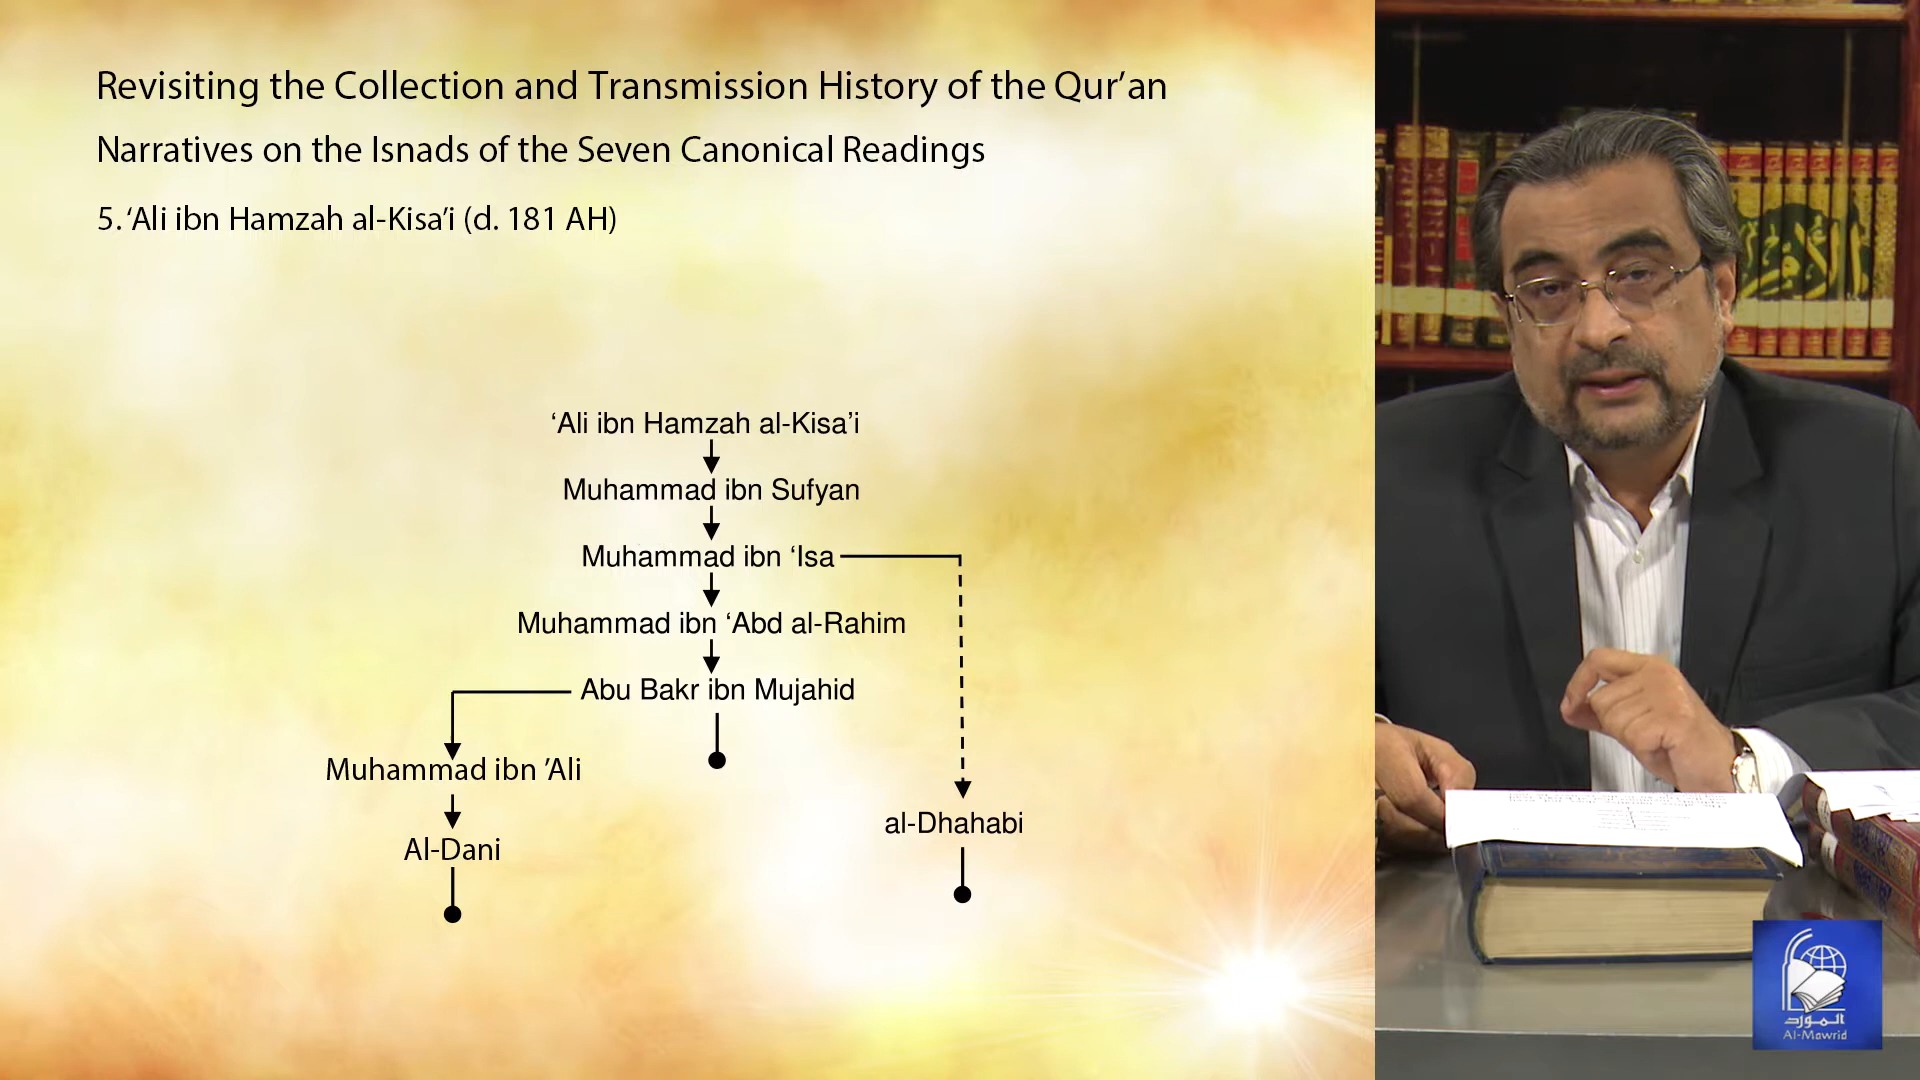 Revisiting the Collection and Transmission History of the Qur’an
Narratives on the Isnads of the Seven Canonical Readings
5. ‘Ali ibn Hamzah al-Kisa’i (d. 181 AH)
‘Ali ibn Hamzah al-Kisa’i
Muhammad ibn Sufyan
Muhammad ibn ‘Isa
Muhammad ibn ‘Abd al-Rahim
Abu Bakr ibn Mujahid
Muhammad ibn ’Ali
al-Dhahabi
Al-Dani
المورد
Al-Mawrid